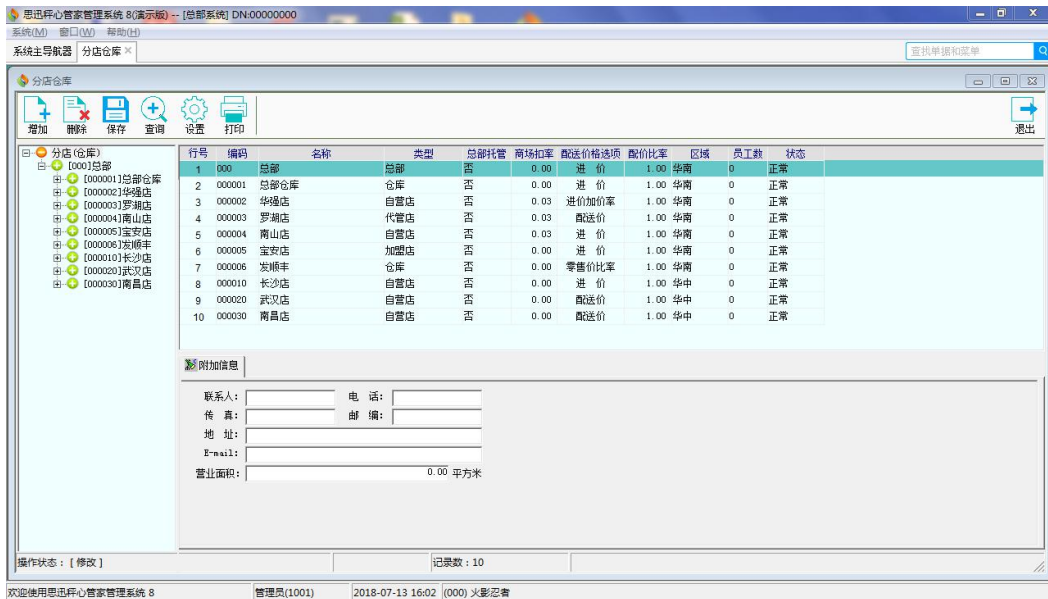 思迅秤心管家管理系统 8(演示版) -- [总部系统] DN:00000000
系统(M) 窗口(W) 帮助(H)
系统主导航器 分店仓库 查找单据和菜单
分店仓库
增加 删除 保存 查询 设置 打印 退出
分店(仓库)
[000]总部
[000001]总部仓库
[000002]华强店
[000003]罗湖店
[000004]南山店
[000005]宝安店
[000006]发顺丰
[000010]长沙店
[000020]武汉店
[000030]南昌店
行号 编码 名称 类型 总部托管 商场扣率 配送价格选项 配价比率 区域 员工数 状态
1 000 总部 总部 否 0.00 进 价 1.00 华南 0 正常
2 000001 总部仓库 仓库 否 0.00 进 价 1.00 华南 0 正常
3 000002 华强店 自营店 否 0.03 进价加价率 1.00 华南 0 正常
4 000003 罗湖店 代管店 否 0.03 配送价 1.00 华南 0 正常
5 000004 南山店 自营店 否 0.03 进 价 1.00 华南 0 正常
6 000005 宝安店 加盟店 否 0.00 进 价 1.00 华南 0 正常
7 000006 发顺丰 仓库 否 0.00 零售价比率 1.00 华南 0 正常
8 000010 长沙店 自营店 否 0.00 进 价 1.00 华中 0 正常
9 000020 武汉店 自营店 否 0.00 配送价 1.00 华中 0 正常
10 000030 南昌店 自营店 否 0.00 配送价 1.00 华中 0 正常
附加信息
联系人: 电 话:
传 真: 邮 编:
地 址:
E-mail:
营业面积: 0.00 平方米
操作状态：[ 修改 ] 记录数：10
欢迎使用思迅秤心管家管理系统 8 管理员(1001) 2018-07-13 16:02 (000) 火影忍者